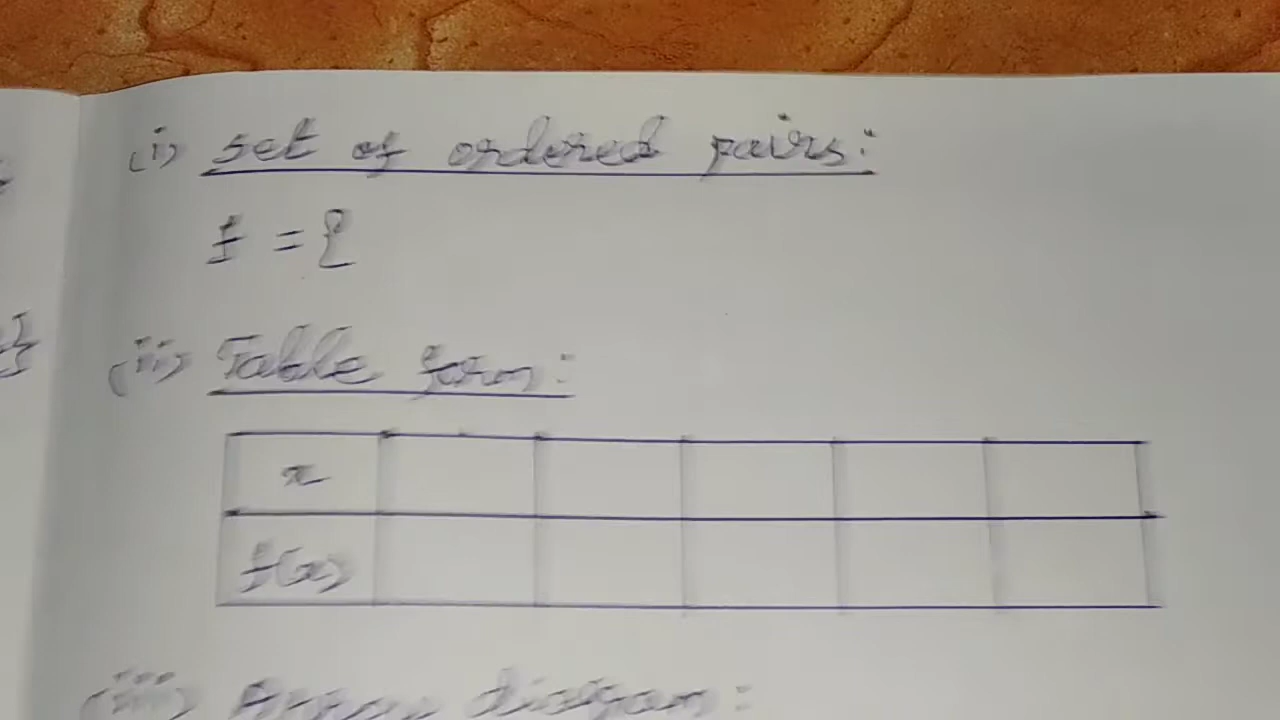 (i) set of ordered pairs:
f = {
(ii) Table form:
x
f(x)
(iii) Arrow diagram: